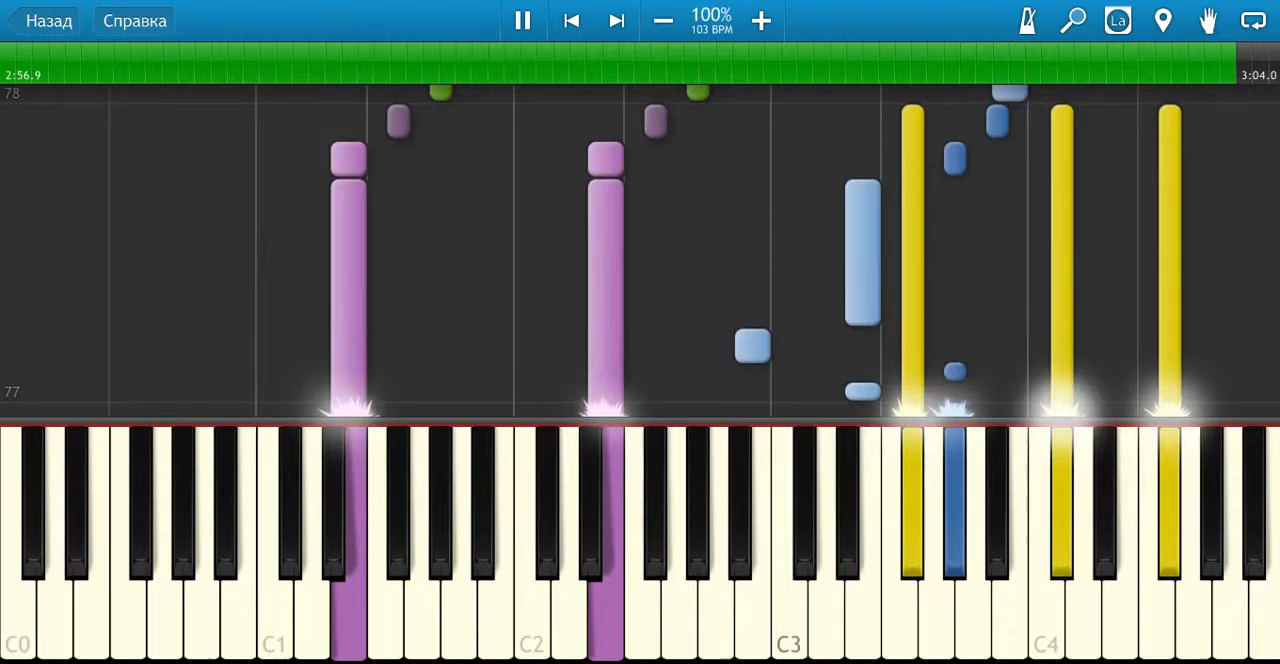 Назад
Справка
100%
103 BPM
La
2:56.9
3:04.0
78
77
C0
C1
C2
C3
C4